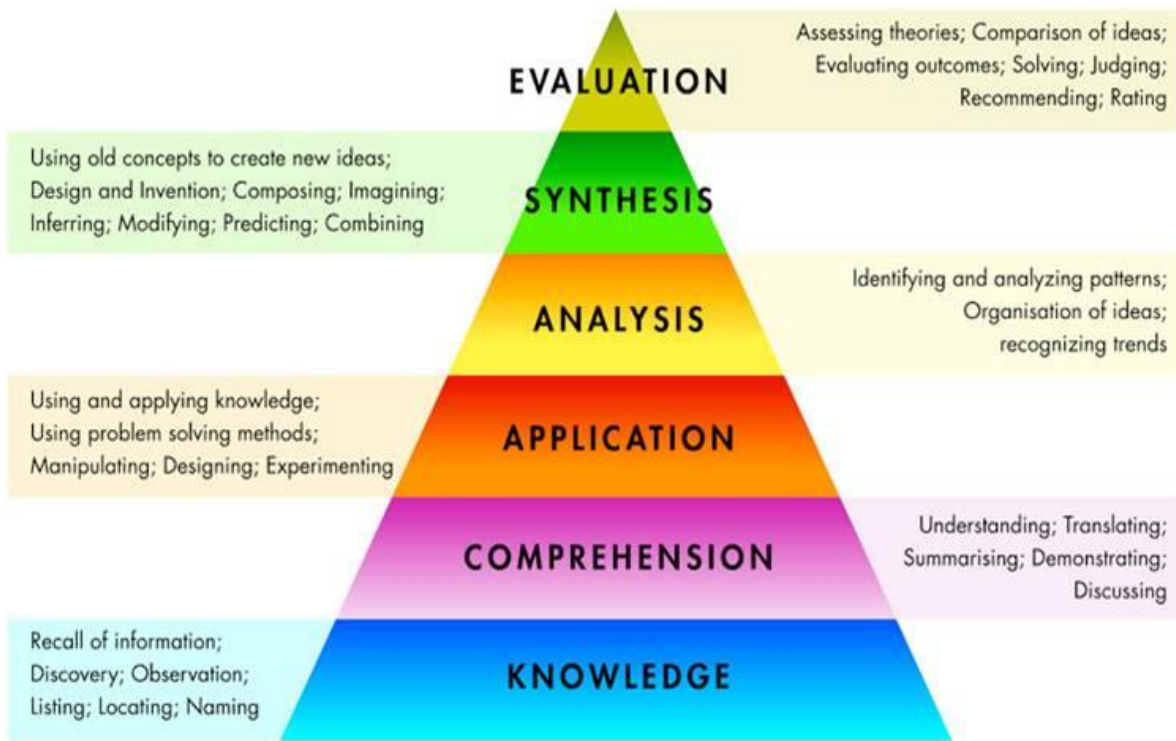 Assessing theories; Comparison of ideas;
Evaluating outcomes; Solving; Judging;
Recommending; Rating
EVALUATION
Using old concepts to create new ideas;
Design and Invention; Composing; Imagining;
Inferring; Modifying; Predicting; Combining
SYNTHESIS
Identifying and analyzing patterns;
Organisation of ideas;
recognizing trends
ANALYSIS
Using and applying knowledge;
Using problem solving methods;
Manipulating; Designing; Experimenting
APPLICATION
Understanding; Translating;
Summarising; Demonstrating;
Discussing
COMPREHENSION
Recall of information;
Discovery; Observation;
Listing; Locating; Naming
KNOWLEDGE